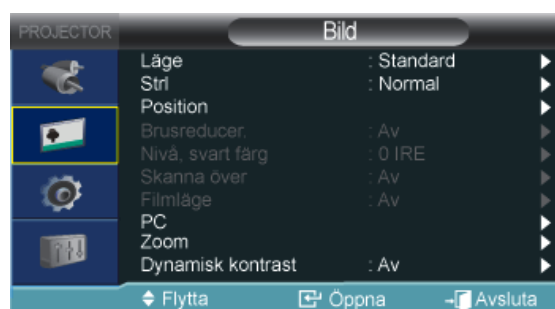 PROJECTOR
Bild
Läge : Standard
Strl : Normal
Position
Brusreducer. : Av
Nivå, svart färg : 0 IRE
Skanna över : Av
Filmläge : Av
PC
Zoom
Dynamisk kontrast : Av
Flytta Öppna Avsluta